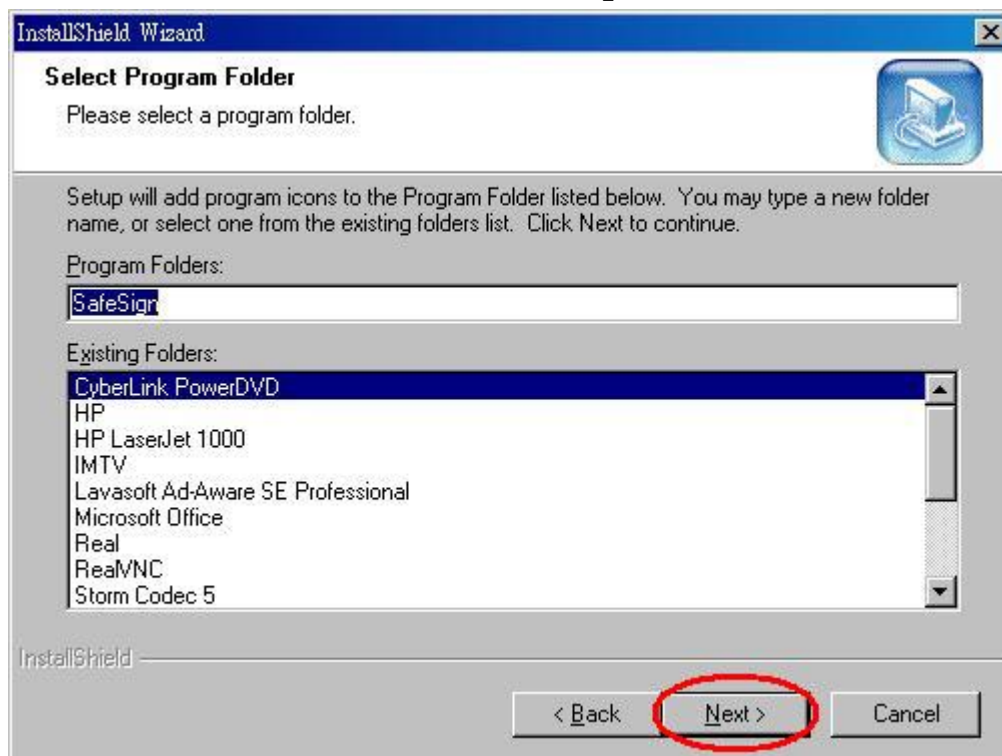 InstallShield Wizard
Select Program Folder
Please select a program folder.
Setup will add program icons to the Program Folder listed below. You may type a new folder
name, or select one from the existing folders list. Click Next to continue.
Program Folders:
SafeSign
Existing Folders:
CyberLink PowerDVD
HP
HP LaserJet 1000
IMTV
Lavasoft Ad-Aware SE Professional
Microsoft Office
Real
RealVNC
Storm Codec 5
InstallShield
< Back
Next >
Cancel